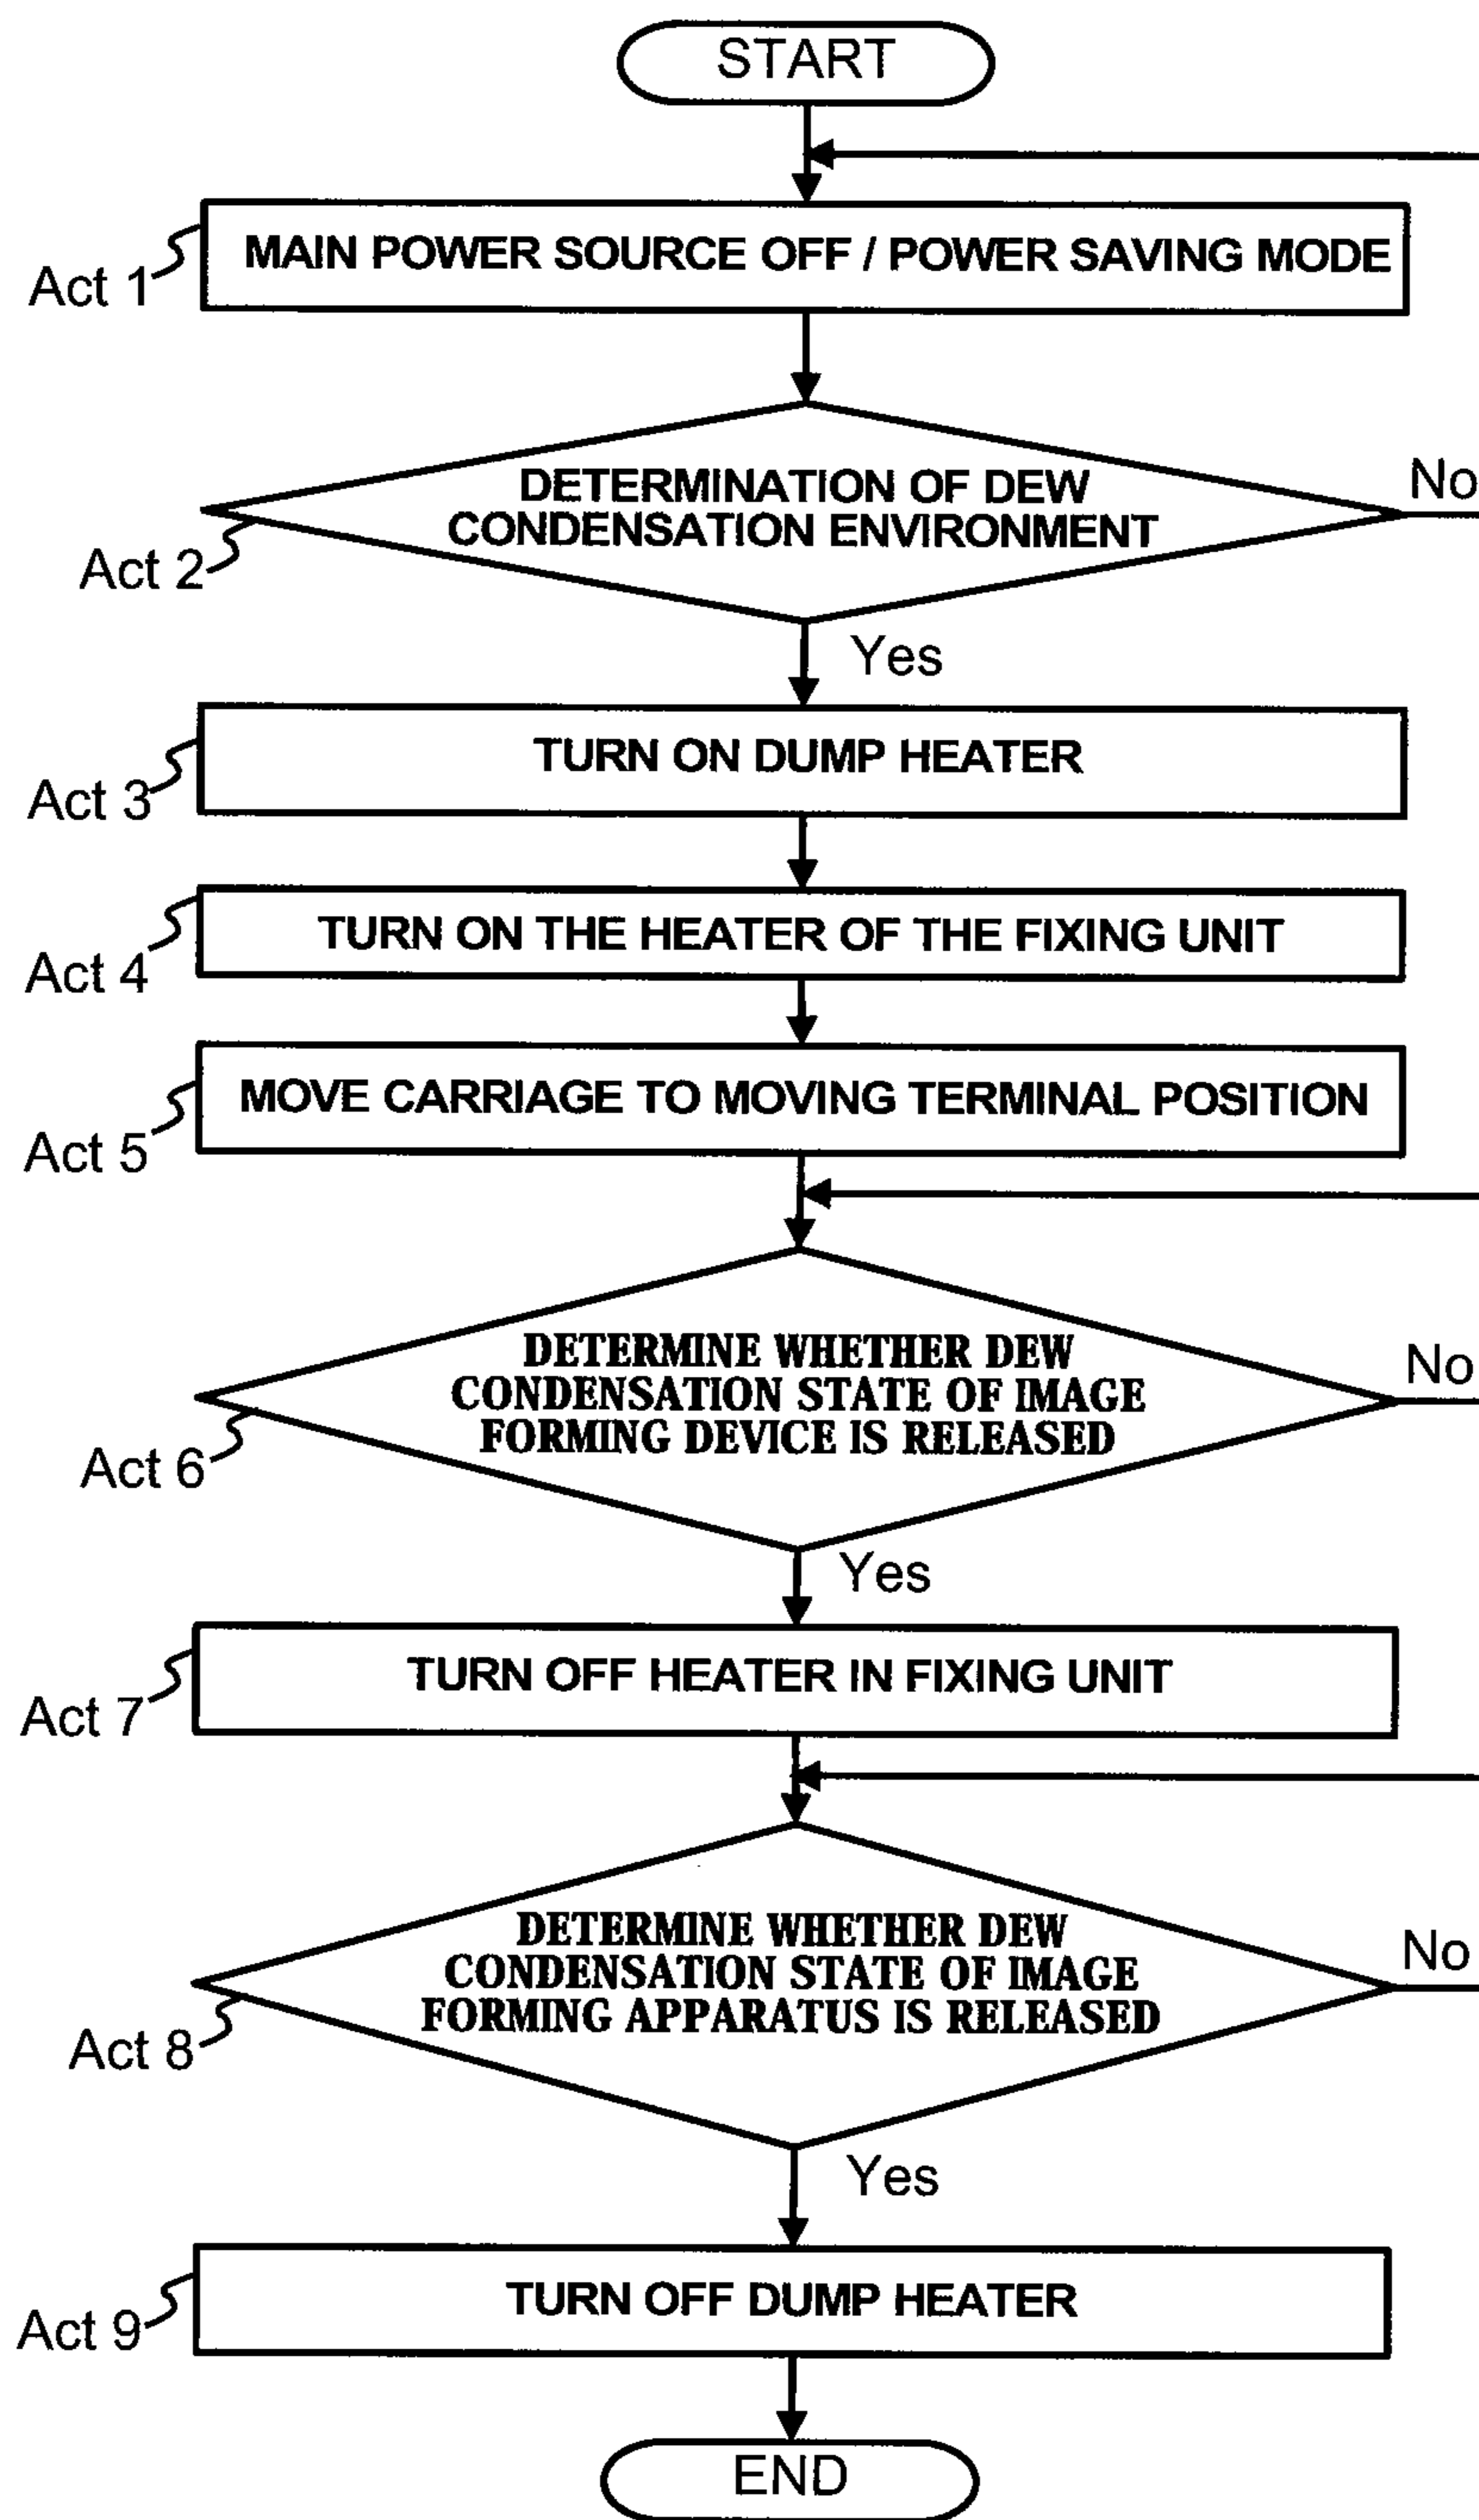 START
MAIN POWER SOURCE OFF / POWER SAVING MODE
Act 1
DETERMINATION OF DEW
CONDENSATION ENVIRONMENT
No
Act 2
Yes
TURN ON DUMP HEATER
Act 3
TURN ON THE HEATER OF THE FIXING UNIT
Act 4
MOVE CARRIAGE TO MOVING TERMINAL POSITION
Act 5
DETERMINE WHETHER DEW
CONDENSATION STATE OF IMAGE
FORMING DEVICE IS RELEASED
No
Act 6
Yes
TURN OFF HEATER IN FIXING UNIT
Act 7
DETERMINE WHETHER DEW
CONDENSATION STATE OF IMAGE
FORMING APPARATUS IS RELEASED
No
Act 8
Yes
TURN OFF DUMP HEATER
Act 9
END